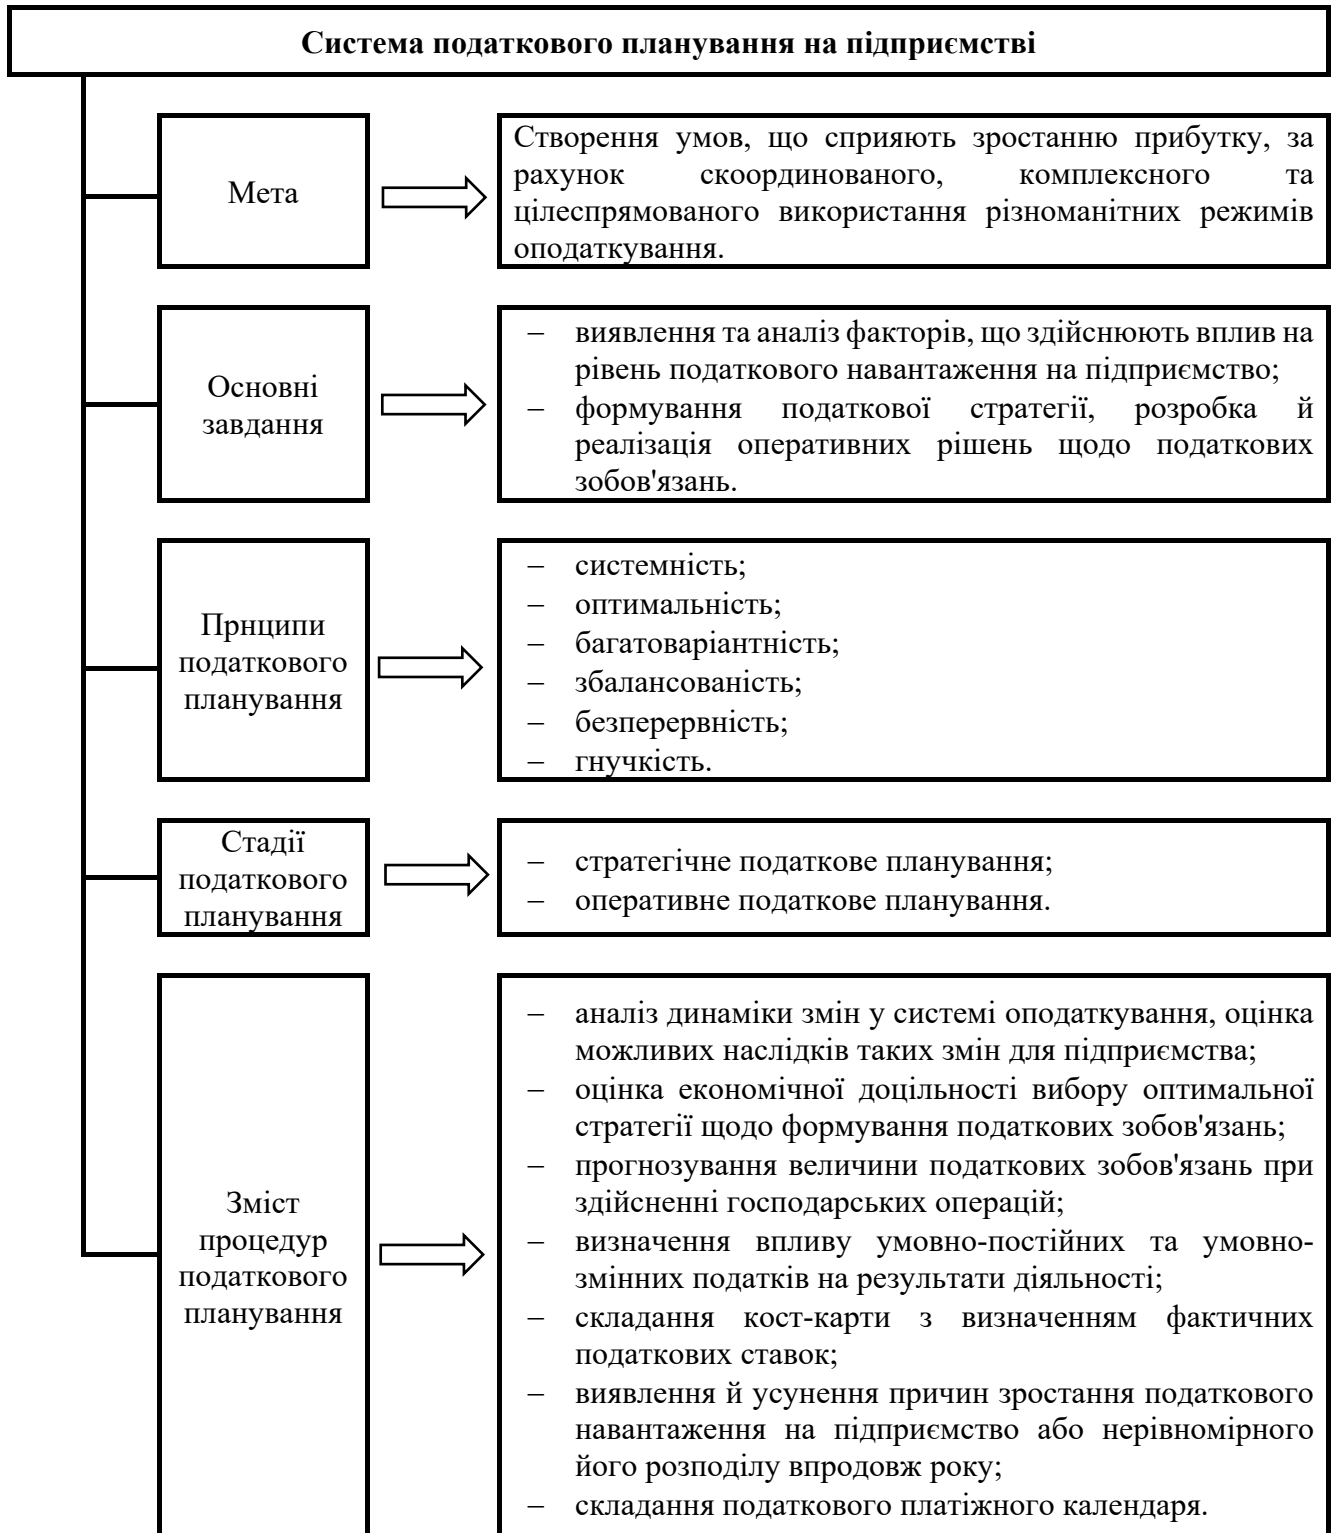 Система податкового планування на підприємстві
Мета
Створення умов, що сприяють зростанню прибутку, за
рахунок скоординованого, комплексного та
цілеспрямованого використання різноманітних режимів
оподаткування.
Основні
завдання
– виявлення та аналіз факторів, що здійснюють вплив на
рівень податкового навантаження на підприємство;
– формування податкової стратегії, розробка й
реалізація оперативних рішень щодо податкових
зобов'язань.
Прнципи
податкового
планування
– системність;
– оптимальність;
– багатоваріантність;
– збалансованість;
– безперервність;
– гнучкість.
Стадії
податкового
планування
– стратегічне податкове планування;
– оперативне податкове планування.
Зміст
процедур
податкового
планування
– аналіз динаміки змін у системі оподаткування, оцінка
можливих наслідків таких змін для підприємства;
– оцінка економічної доцільності вибору оптимальної
стратегії щодо формування податкових зобов'язань;
– прогнозування величини податкових зобов'язань при
здійсненні господарських операцій;
– визначення впливу умовно-постійних та умовно-
змінних податків на результати діяльності;
– складання кост-карти з визначенням фактичних
податкових ставок;
– виявлення й усунення причин зростання податкового
навантаження на підприємство або нерівномірного
його розподілу впродовж року;
– складання податкового платіжного календаря.